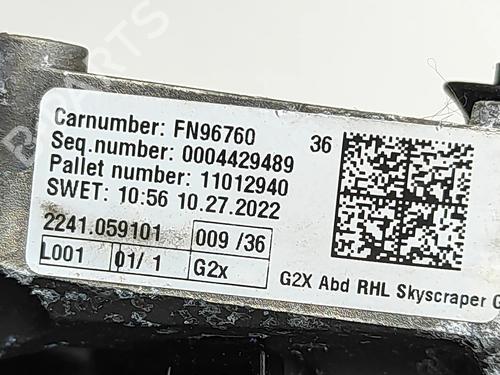 Carnumber: FN96760
36
Seq.number: 0004429489
Pallet number: 11012940
SWET: 10:56 10.27.2022
2241.059101 009 /36
L001 01/ 1 G2x
G2X Abd RHL Skyscraper G